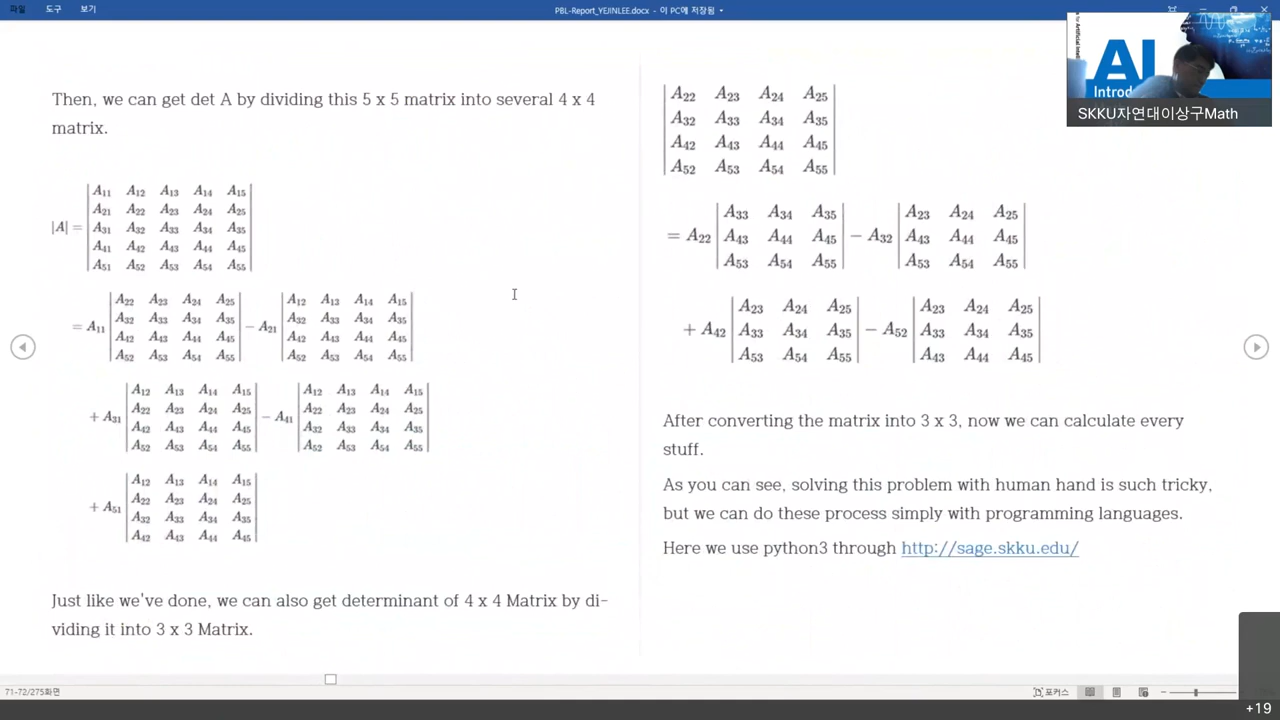 파일 도구 보기
PBL-Report_YEJINLEE.docx - 이 PC에 저장됨
Then, we can get det A by dividing this 5 x 5 matrix into several 4 x 4
matrix.
|A| =
A11 A12 A13 A14 A15
A21 A22 A23 A24 A25
A31 A32 A33 A34 A35
A41 A42 A43 A44 A45
A51 A52 A53 A54 A55
= A11
A22 A23 A24 A25
A32 A33 A34 A35
A42 A43 A44 A45
A52 A53 A54 A55
− A21
A12 A13 A14 A15
A32 A33 A34 A35
A42 A43 A44 A45
A52 A53 A54 A55
+ A31
A12 A13 A14 A15
A22 A23 A24 A25
A42 A43 A44 A45
A52 A53 A54 A55
− A41
A12 A13 A14 A15
A22 A23 A24 A25
A32 A33 A34 A35
A52 A53 A54 A55
+ A51
A12 A13 A14 A15
A22 A23 A24 A25
A32 A33 A34 A35
A42 A43 A44 A45
Just like we've done, we can also get determinant of 4 x 4 Matrix by di-
viding it into 3 x 3 Matrix.
A22 A23 A24 A25
A32 A33 A34 A35
A42 A43 A44 A45
A52 A53 A54 A55
= A22
A33 A34 A35
A43 A44 A45
A53 A54 A55
− A32
A23 A24 A25
A43 A44 A45
A53 A54 A55
+ A42
A23 A24 A25
A33 A34 A35
A53 A54 A55
− A52
A23 A24 A25
A33 A34 A35
A43 A44 A45
After converting the matrix into 3 x 3, now we can calculate every
stuff.
As you can see, solving this problem with human hand is such tricky,
but we can do these process simply with programming languages.
Here we use python3 through http://sage.skku.edu/
AI
Introd
SKKU자연대이상구Math
71-72/275화면
포커스
+19